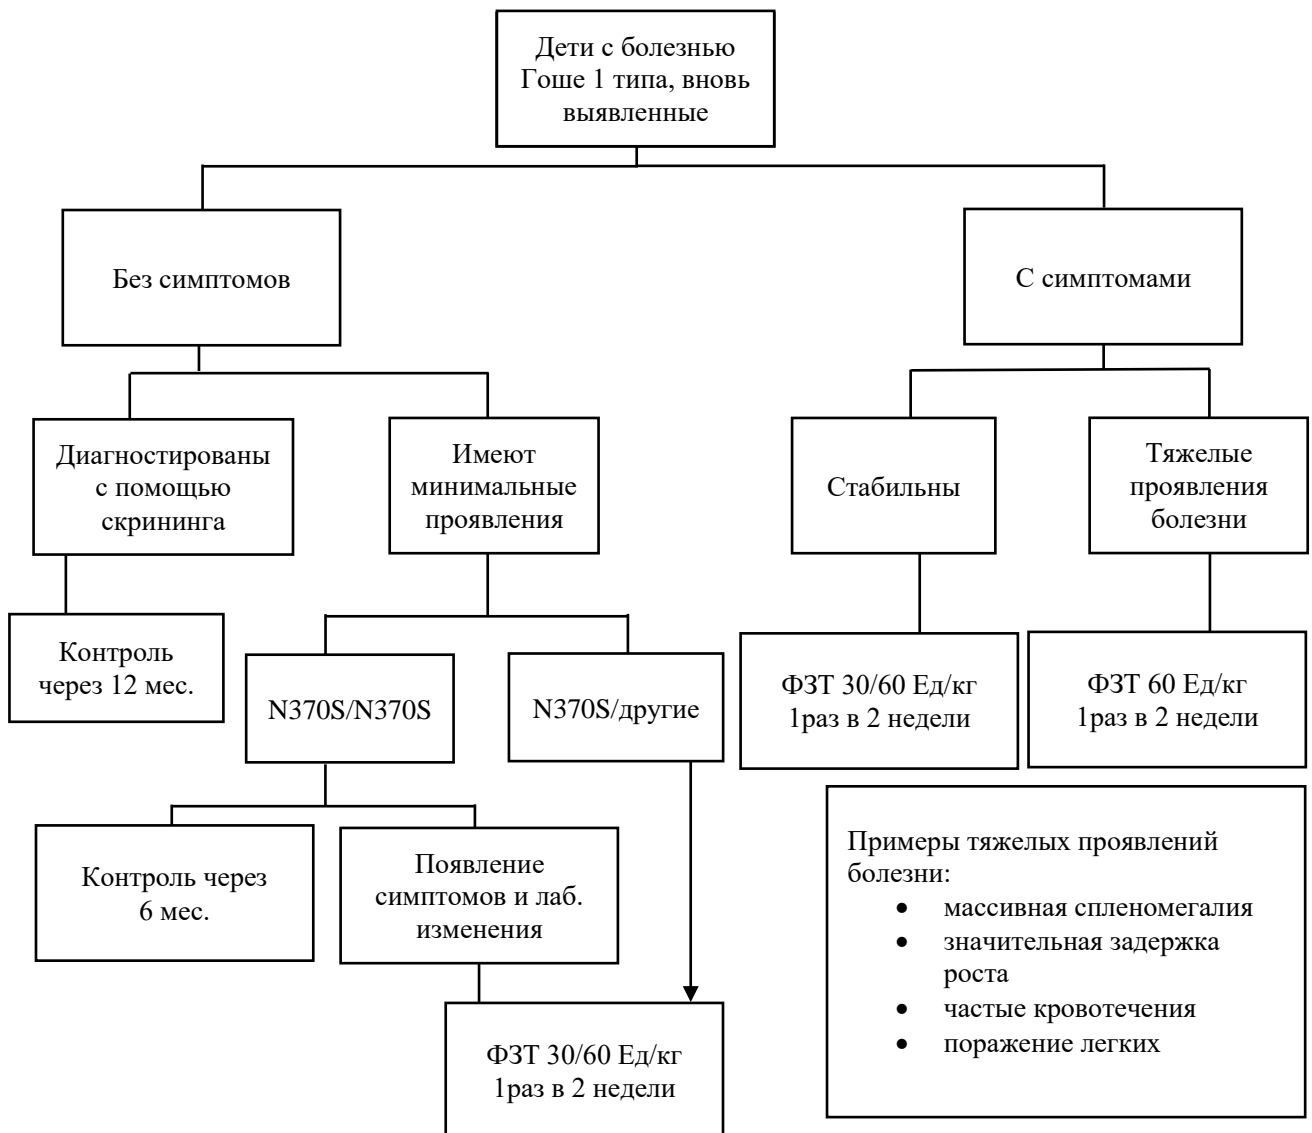 Дети с болезнью
Гоше 1 типа, вновь
выявленные
Без симптомов
С симптомами
Диагностированы
с помощью
скрининга
Имеют
минимальные
проявления
Стабильны
Тяжелые
проявления
болезни
Контроль
через 12 мес.
N370S/N370S
N370S/другие
ФЗТ 30/60 Ед/кг
1раз в 2 недели
ФЗТ 60 Ед/кг
1раз в 2 недели
Контроль через
6 мес.
Появление
симптомов и лаб.
изменения
ФЗТ 30/60 Ед/кг
1раз в 2 недели
Примеры тяжелых проявлений
болезни:
• массивная спленомегалия
• значительная задержка
роста
• частые кровотечения
• поражение легких